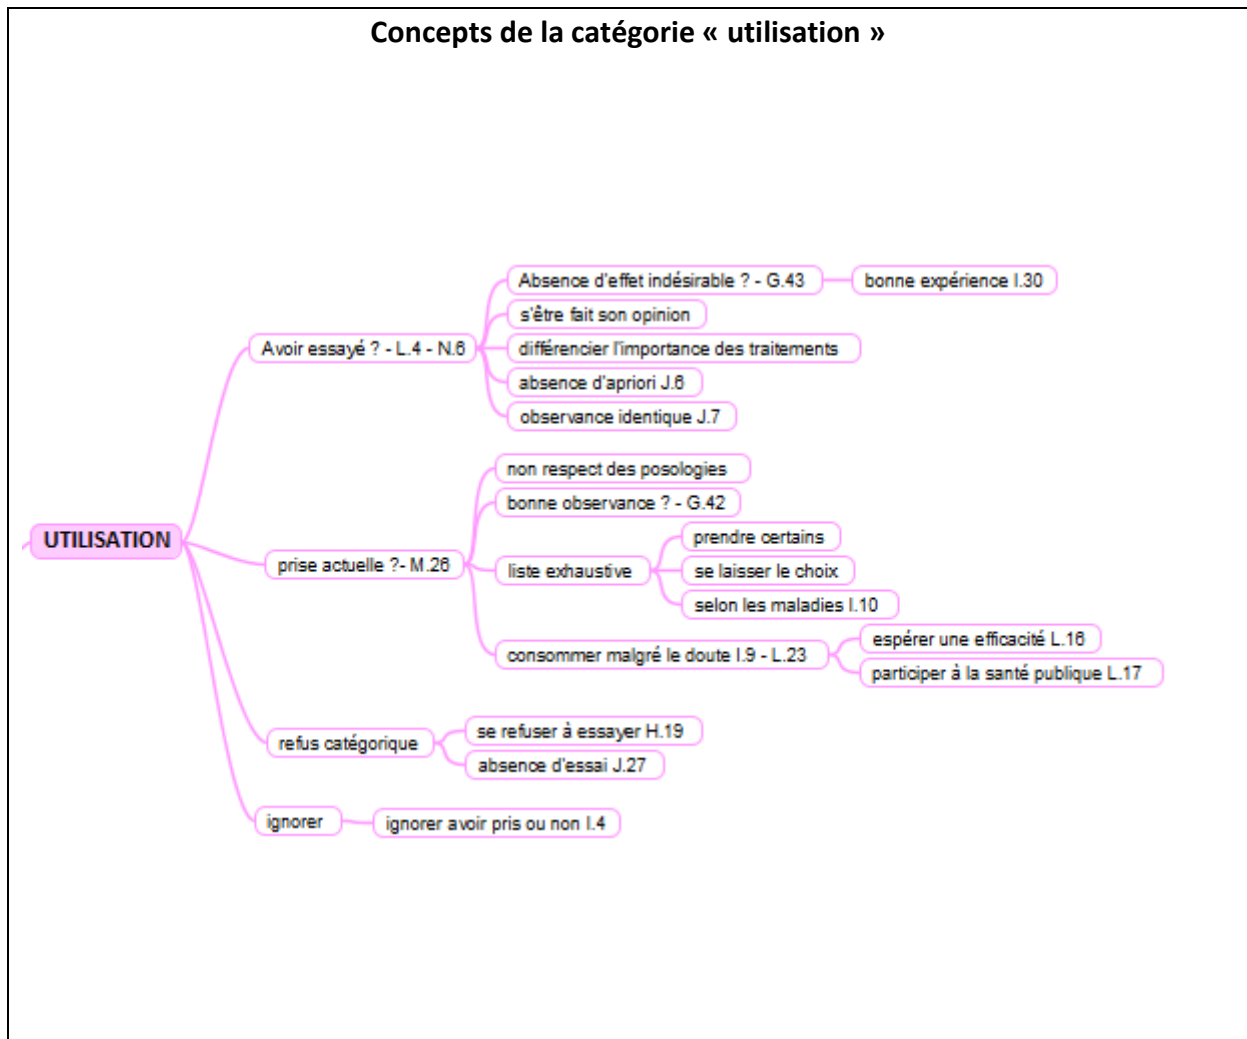 Concepts de la catégorie « utilisation »
UTILISATION
Avoir essayé ? - L.4 - N.6
Absence d'effet indésirable ? - G.43
bonne expérience I.30
s'être fait son opinion
différencier l'importance des traitements
absence d'apriori J.6
observance identique J.7
prise actuelle ?- M.26
non respect des posologies
bonne observance ? - G.42
liste exhaustive
prendre certains
se laisser le choix
selon les maladies I.10
consommer malgré le doute I.9 - L.23
espérer une efficacité L.16
participer à la santé publique L.17
refus catégorique
se refuser à essayer H.19
absence d'essai J.27
ignorer
ignorer avoir pris ou non I.4